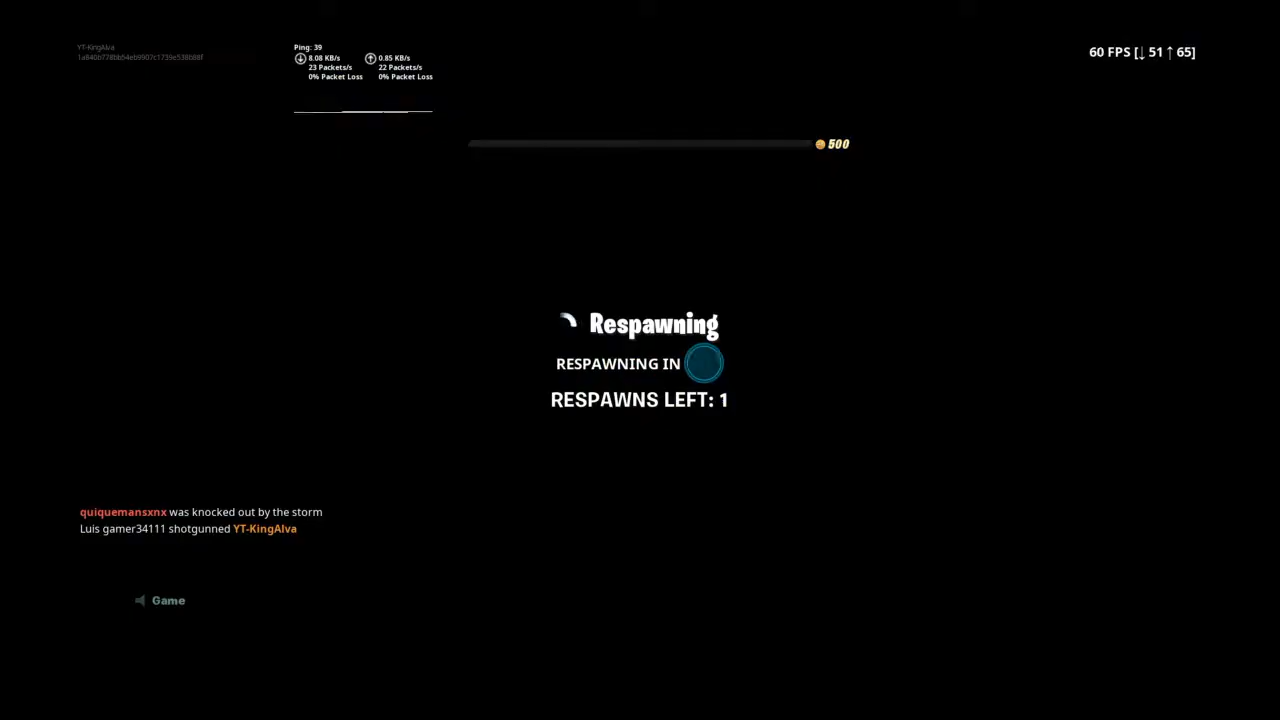 YT-KingAlva
Ping: 39
8.08 KB/s 0.85 KB/s
23 Packets/s 22 Packets/s
0% Packet Loss 0% Packet Loss
60 FPS [↓ 51 ↑ 65]
500
Respawning
RESPAWNING IN
RESPAWNS LEFT: 1
quiquemansxnx was knocked out by the storm
Luis gamer34111 shotgunned YT-KingAlva
Game